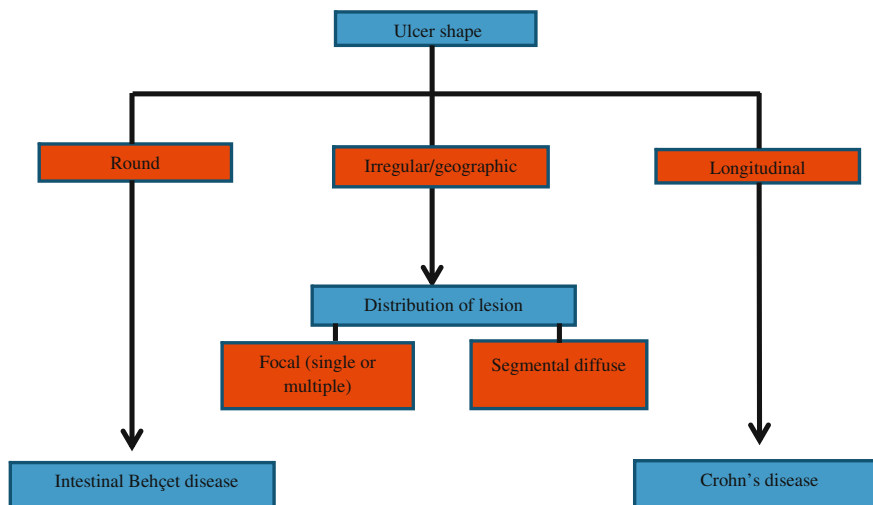 Ulcer shape
Round
Irregular/geographic
Longitudinal
Distribution of lesion
Focal (single or
multiple)
Segmental diffuse
Intestinal Behçet disease
Crohn’s disease